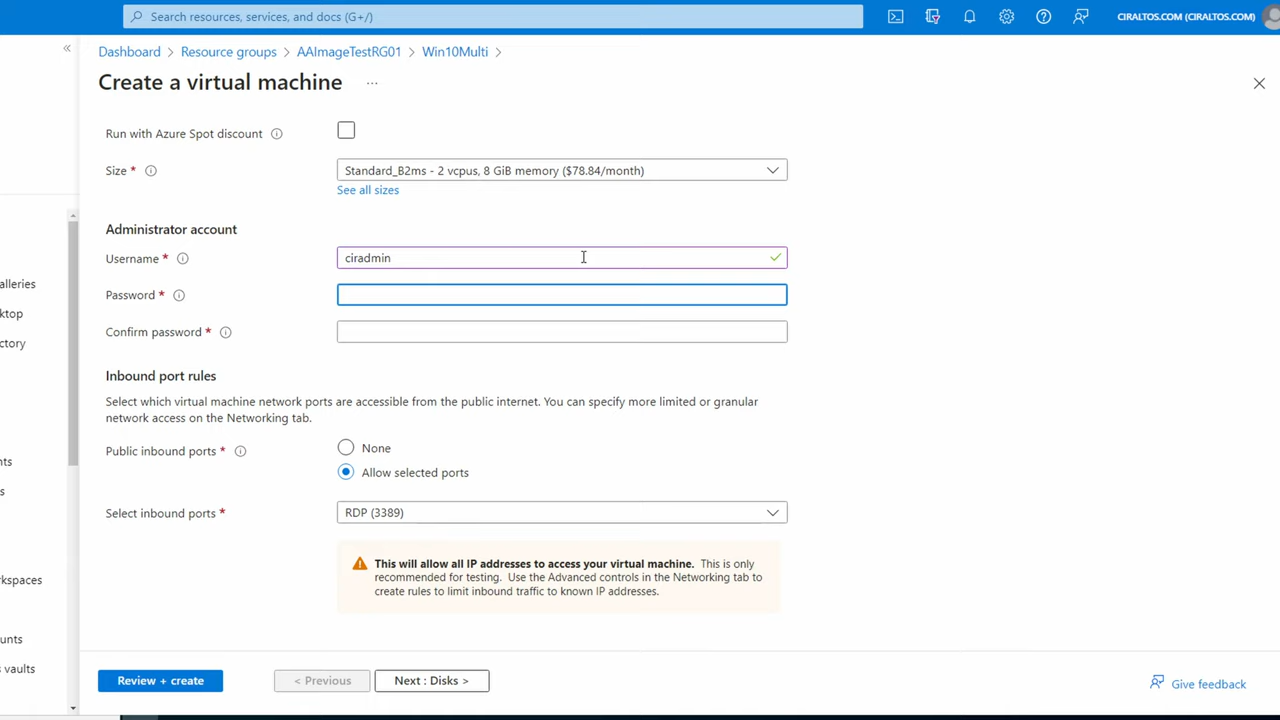 Search resources, services, and docs (G+/)
CIRALTOS.COM (CIRALTOS.COM)
Dashboard > Resource groups > AAImageTestRG01 > Win10Multi >
Create a virtual machine ...
Run with Azure Spot discount
Size * Standard_B2ms - 2 vcpus, 8 GiB memory ($78.84/month)
See all sizes
Administrator account
Username * ciradmin
Password *
Confirm password *
Inbound port rules
Select which virtual machine network ports are accessible from the public internet. You can specify more limited or granular
network access on the Networking tab.
Public inbound ports * None
Allow selected ports
Select inbound ports * RDP (3389)
This will allow all IP addresses to access your virtual machine. This is only
recommended for testing. Use the Advanced controls in the Networking tab to
create rules to limit inbound traffic to known IP addresses.
alleries
ktop
ctory
nts
s
kspaces
unts
s vaults
Review + create
< Previous
Next : Disks >
Give feedback